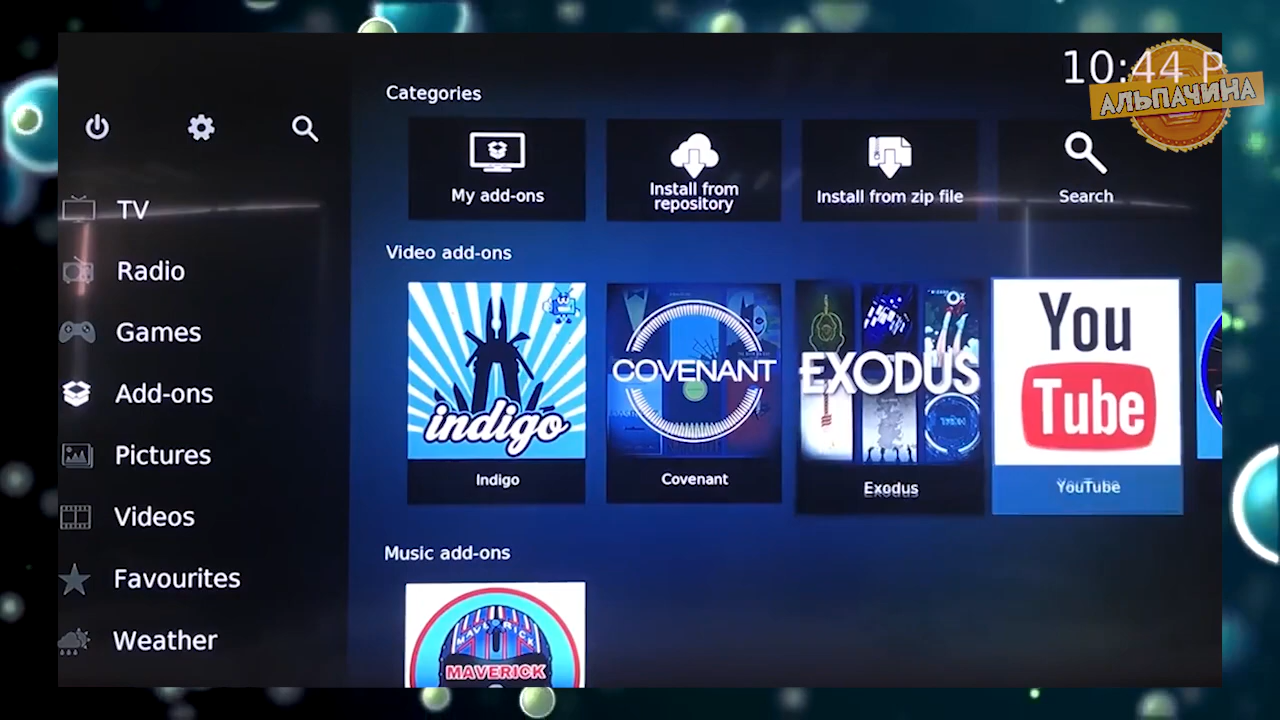 10:44 P
АЛЬПАЧИНА
Categories
My add-ons
Install from
repository
Install from zip file
Search
TV
Radio
Games
Add-ons
Pictures
Videos
Favourites
Weather
Video add-ons
indigo
COVENANT
EXODUS
You
Tube
Indigo
Covenant
Exodus
YouTube
Music add-ons
MAVERICK
MAVERICK